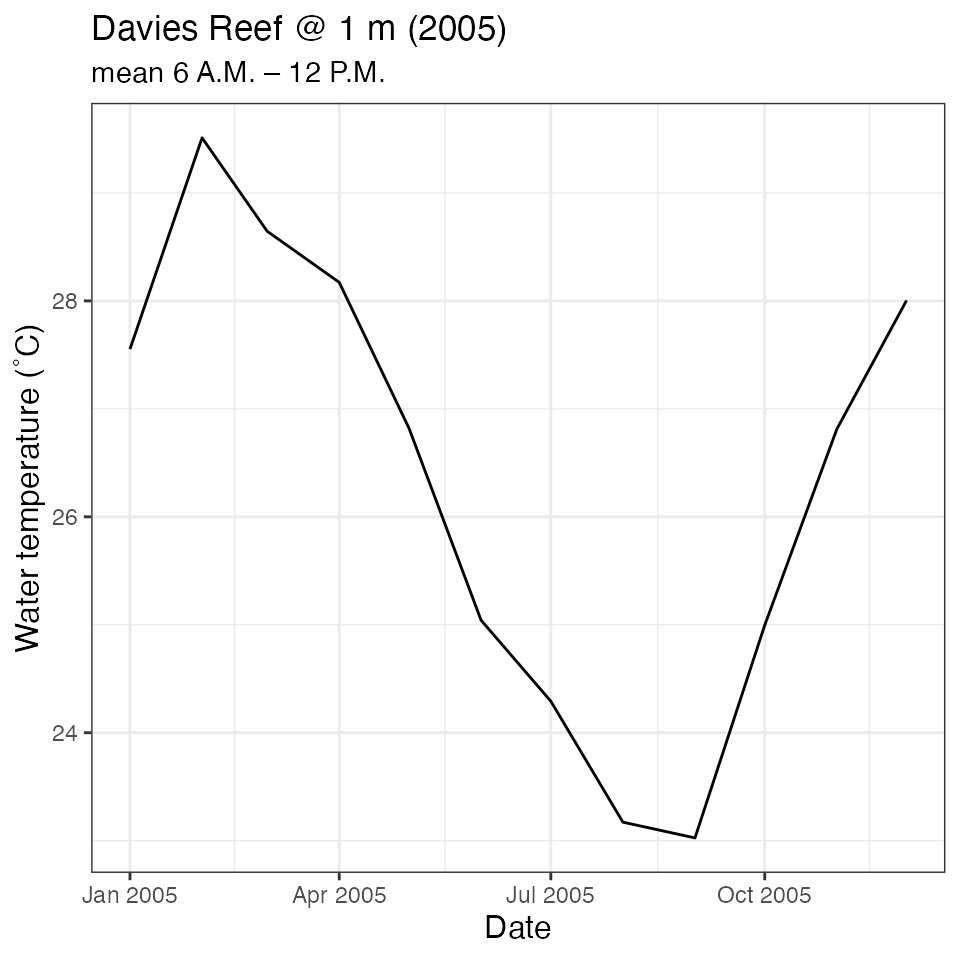 Davies Reef @ 1 m (2005)
mean 6 A.M. – 12 P.M.
Water temperature (˚C)
28
26
24
Jan 2005 Apr 2005 Jul 2005 Oct 2005
Date